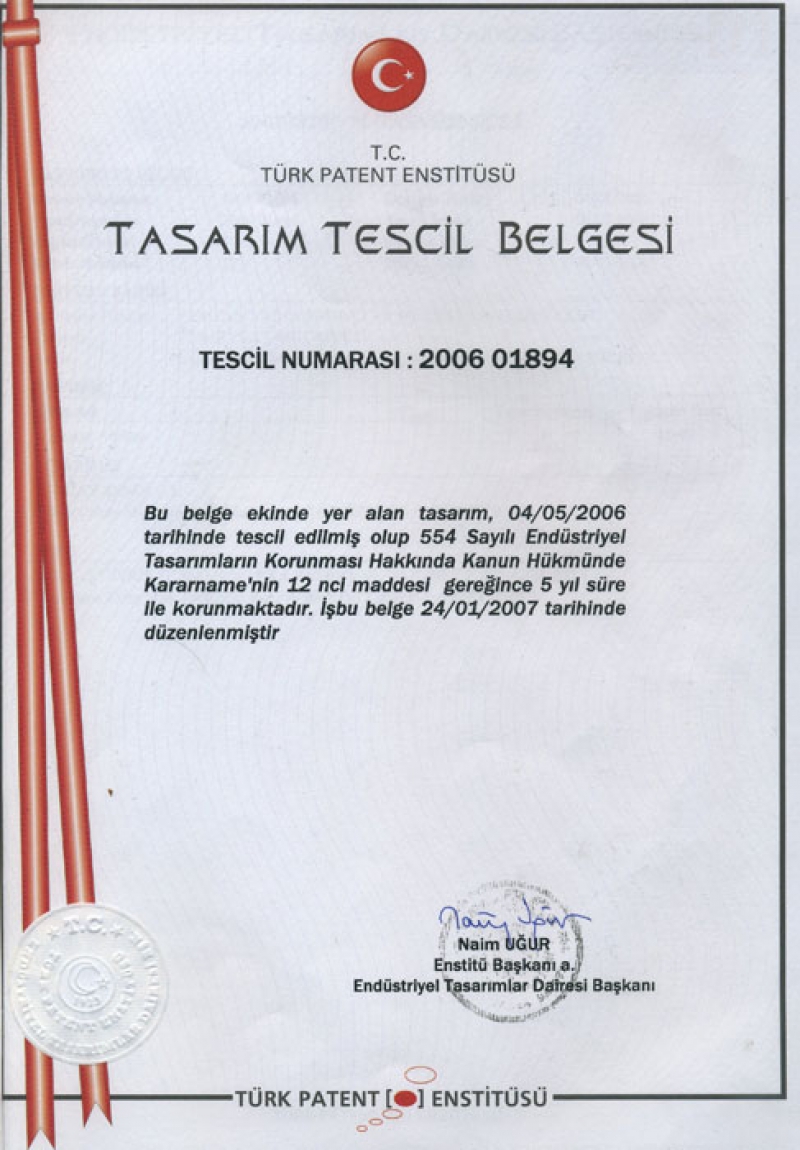 T.C.
TÜRK PATENT ENSTİTÜSÜ
TASARIM TESCİL BELGESİ
TESCİL NUMARASI : 2006 01894
Bu belge ekinde yer alan tasarım, 04/05/2006
tarihinde tescil edilmiş olup 554 Sayılı Endüstriyel
Tasarımların Korunması Hakkında Kanun Hükmünde
Kararname'nin 12 nci maddesi gereğince 5 yıl süre
ile korunmaktadır. İşbu belge 24/01/2007 tarihinde
düzenlenmiştir
Naim UĞUR
Enstitü Başkanı a.
Endüstriyel Tasarımlar Dairesi Başkanı
T.C.
TÜRK PATENT [ ] ENSTİTÜSÜ